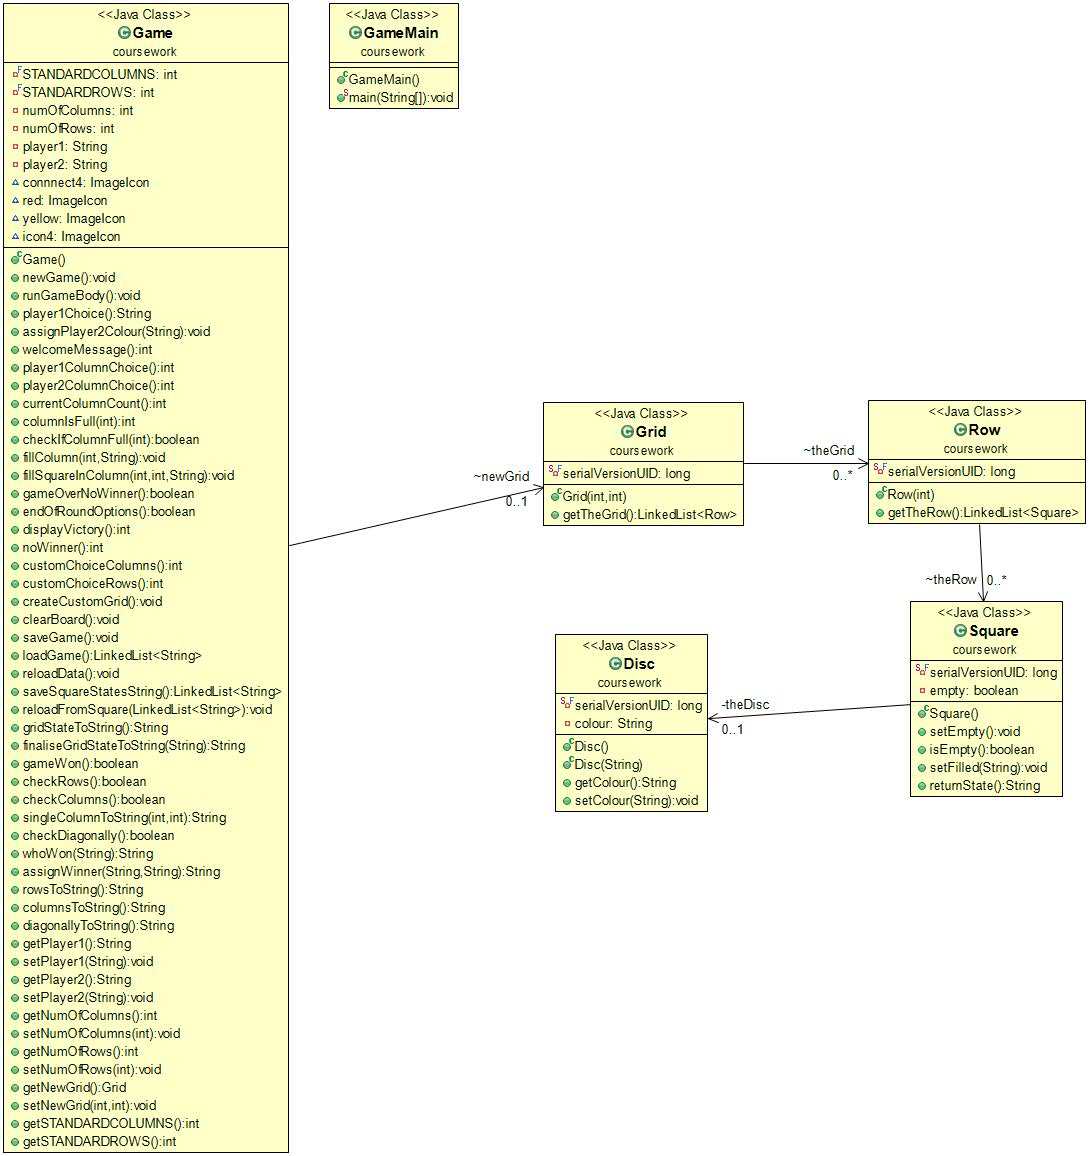 <<Java Class>>
Game
coursework
STANDARDCOLUMNS: int
STANDARDROWS: int
numOfColumns: int
numOfRows: int
player1: String
player2: String
connnect4: ImageIcon
red: ImageIcon
yellow: ImageIcon
icon4: ImageIcon
Game()
newGame():void
runGameBody():void
player1Choice():String
assignPlayer2Colour(String):void
welcomeMessage():int
player1ColumnChoice():int
player2ColumnChoice():int
currentColumnCount():int
columnIsFull(int):int
checkIfColumnFull(int):boolean
fillColumn(int,String):void
fillSquareInColumn(int,int,String):void
gameOverNoWinner():boolean
endOfRoundOptions():boolean
displayVictory():int
noWinner():int
customChoiceColumns():int
customChoiceRows():int
createCustomGrid():void
clearBoard():void
saveGame():void
loadGame():LinkedList<String>
reloadData():void
saveSquareStatesString():LinkedList<String>
reloadFromSquare(LinkedList<String>):void
gridStateToString():String
finaliseGridStateToString(String):String
gameWon():boolean
checkRows():boolean
checkColumns():boolean
singleColumnToString(int,int):String
checkDiagonally():boolean
whoWon(String):String
assignWinner(String,String):String
rowsToString():String
columnsToString():String
diagonallyToString():String
getPlayer1():String
setPlayer1(String):void
getPlayer2():String
setPlayer2(String):void
getNumOfColumns():int
setNumOfColumns(int):void
getNumOfRows():int
setNumOfRows(int):void
getNewGrid():Grid
setNewGrid(int,int):void
getSTANDARDCOLUMNS():int
getSTANDARDROWS():int
<<Java Class>>
GameMain
coursework
GameMain()
main(String[]):void
~newGrid
0..1
<<Java Class>>
Grid
coursework
serialVersionUID: long
Grid(int,int)
getTheGrid():LinkedList<Row>
~theGrid
0..*
<<Java Class>>
Row
coursework
serialVersionUID: long
Row(int)
getTheRow():LinkedList<Square>
~theRow
0..*
<<Java Class>>
Square
coursework
serialVersionUID: long
empty: boolean
Square()
setEmpty():void
isEmpty():boolean
setFilled(String):void
returnState():String
-theDisc
0..1
<<Java Class>>
Disc
coursework
serialVersionUID: long
colour: String
Disc()
Disc(String)
getColour():String
setColour(String):void